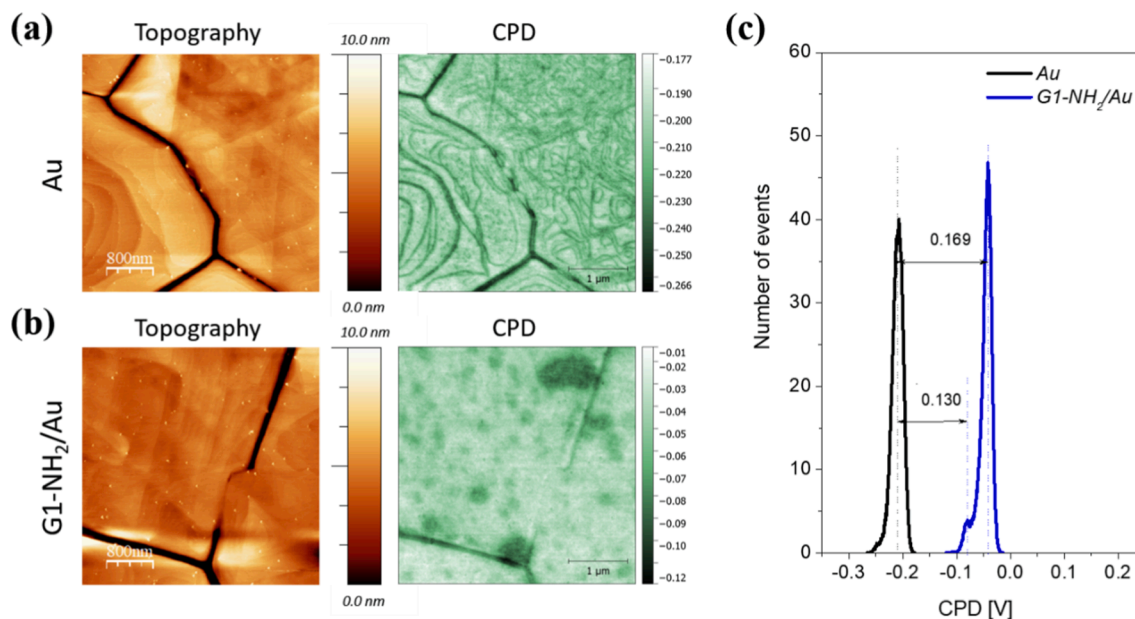 (a)
Topography
10.0 nm
CPD
Au
800nm
0.0 nm
−0.177
−0.190
−0.200
−0.210
−0.220
−0.230
−0.240
−0.250
−0.266
1 µm
(b)
Topography
10.0 nm
CPD
G1-NH2/Au
800nm
0.0 nm
−0.01
−0.02
−0.03
−0.04
−0.05
−0.06
−0.07
−0.08
−0.09
−0.10
−0.12
1 µm
(c)
60
50
40
30
20
10
0
Number of events
Au
G1-NH2/Au
0.169
0.130
-0.3
-0.2
-0.1
0.0
0.1
0.2
CPD [V]